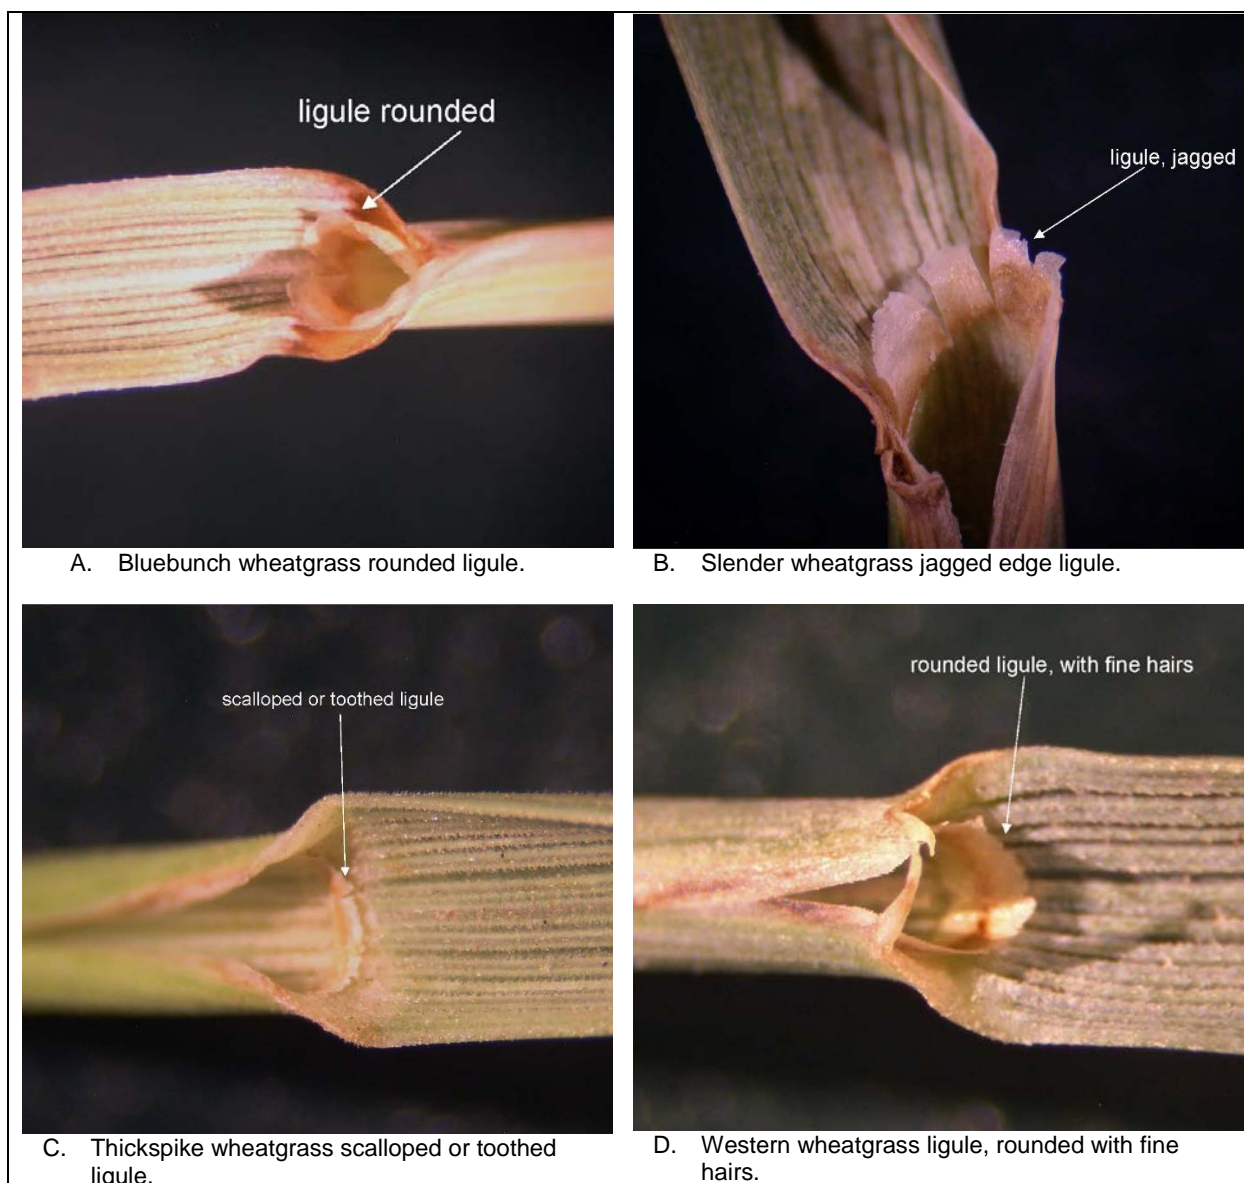 ligule rounded
ligule, jagged
A. Bluebunch wheatgrass rounded ligule.
B. Slender wheatgrass jagged edge ligule.
scalloped or toothed ligule
rounded ligule, with fine hairs
C. Thickspike wheatgrass scalloped or toothed
ligule.
D. Western wheatgrass ligule, rounded with fine
hairs.